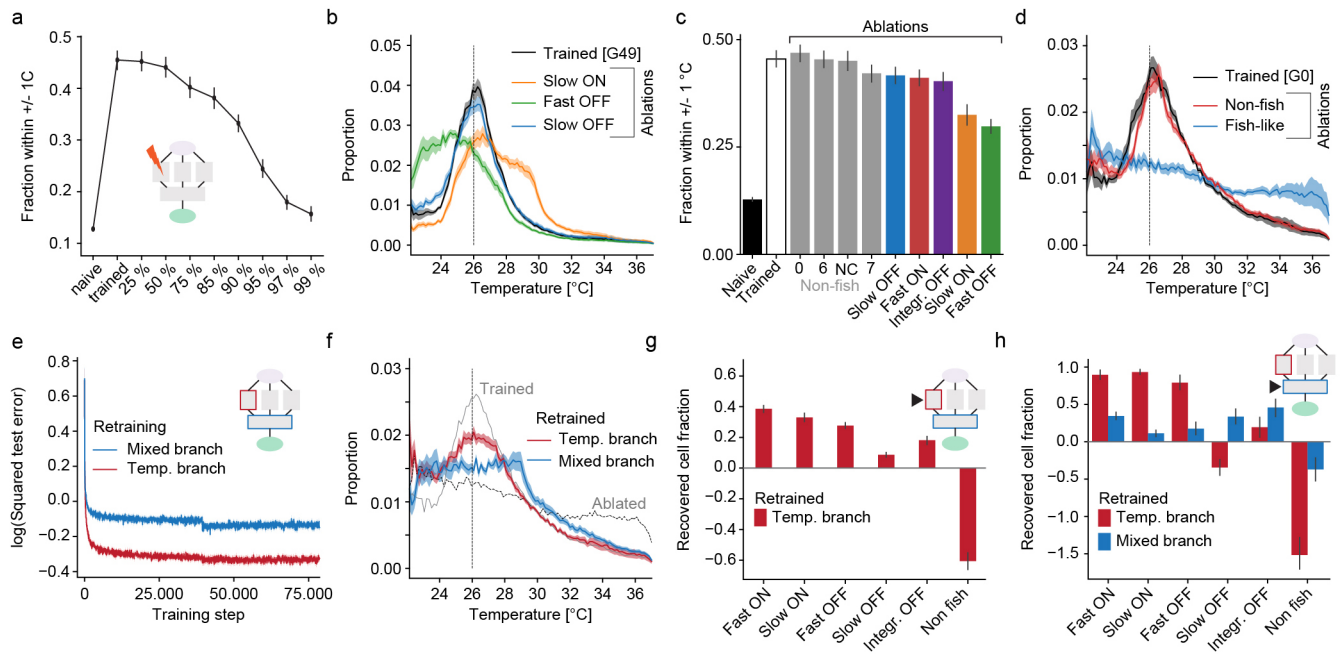 a
Fraction within +/- 1C
0.5
0.4
0.3
0.2
0.1
naive
trained
25 %
50 %
75 %
85 %
90 %
95 %
97 %
99 %
b
Proportion
0.05
0.04
0.03
0.02
0.01
0.00
Trained [G49]
Slow ON
Fast OFF
Slow OFF
Ablations
24 26 28 30 32 34 36
Temperature [°C]
c
Ablations
Fraction within +/- 1 °C
0.50
0.25
0.00
Naive
Trained
0 6 NC 7
Non-fish
Slow OFF
Fast ON
Integr. OFF
Slow ON
Fast OFF
d
Proportion
0.03
0.02
0.01
0.00
Trained [G0]
Non-fish
Fish-like
Ablations
24 26 28 30 32 34 36
Temperature [°C]
e
log(Squared test error)
0.8
0.6
0.4
0.2
0.0
−0.2
−0.4
Retraining
Mixed branch
Temp. branch
0 25.000 50.000 75.000
Training step
f
Proportion
0.03
0.02
0.01
0.00
Trained
Retrained
Temp. branch
Mixed branch
Ablated
24 26 28 30 32 34 36
Temperature [°C]
g
Recovered cell fraction
0.4
0.2
0.0
−0.2
−0.4
−0.6
Retrained
Temp. branch
Fast ON
Slow ON
Fast OFF
Slow OFF
Integr. OFF
Non fish
h
Recovered cell fraction
1.0
0.5
0.0
−0.5
−1.0
−1.5
Retrained
Temp. branch
Mixed branch
Fast ON
Slow ON
Fast OFF
Slow OFF
Integr. OFF
Non fish